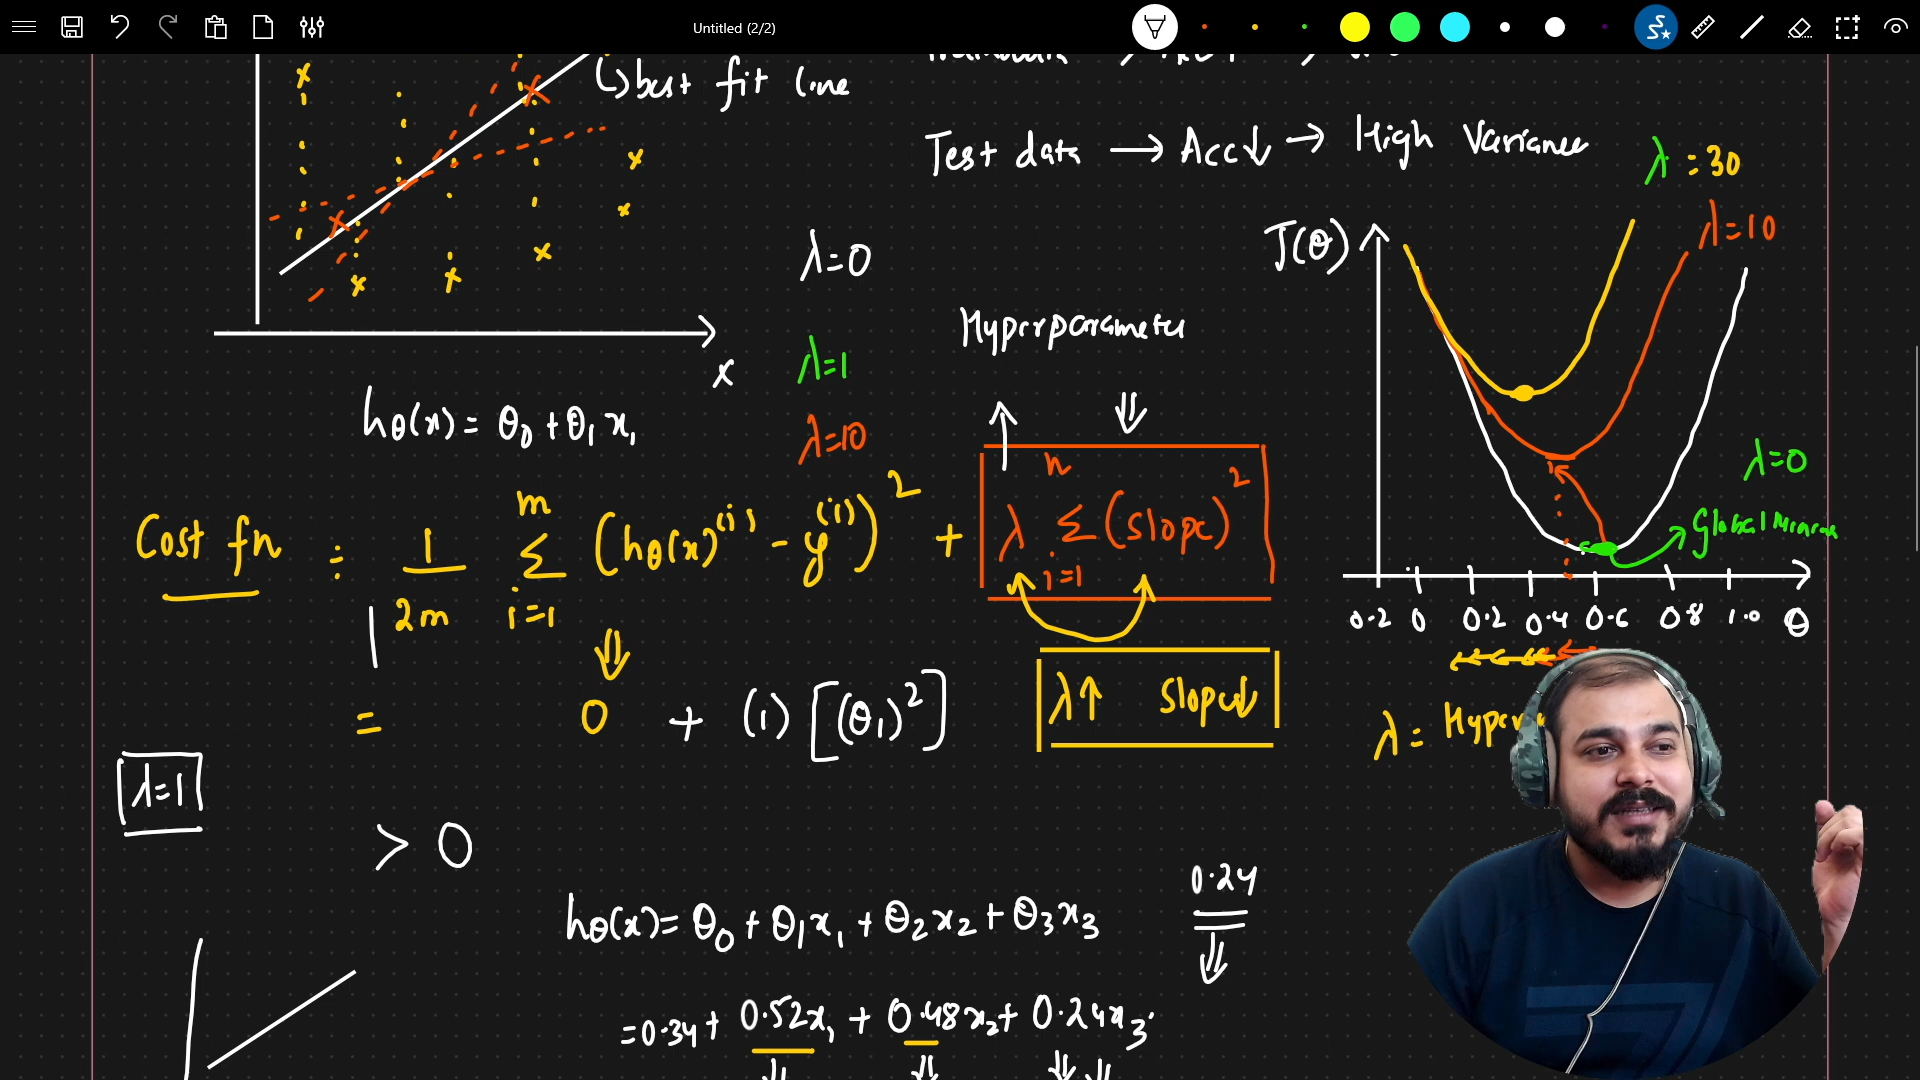 Untitled (2/2)
best fit line
Test data → Acc↓ → High Variance
λ = 30
λ=10
J(θ)
λ=0
Hyperparameter
x
λ=1
hθ(x) = θ0 + θ1 x1
λ=10
λ=0
Global Minima
Cost fn = 1/2m m Σ i=1 (hθ(x)^(i) - y^(i))^2 + λ n Σ i=1 (slope)^2
0.2 0 0.2 0.4 0.6 0.8 1.0 θ
= 0 + (1) [(θ1)^2]
λ↑ Slope↓
λ = Hyper
λ=1
> 0
0.24
hθ(x) = θ0 + θ1x1 + θ2x2 + θ3x3
= 0.34 + 0.52x1 + 0.48x2 + 0.24x3